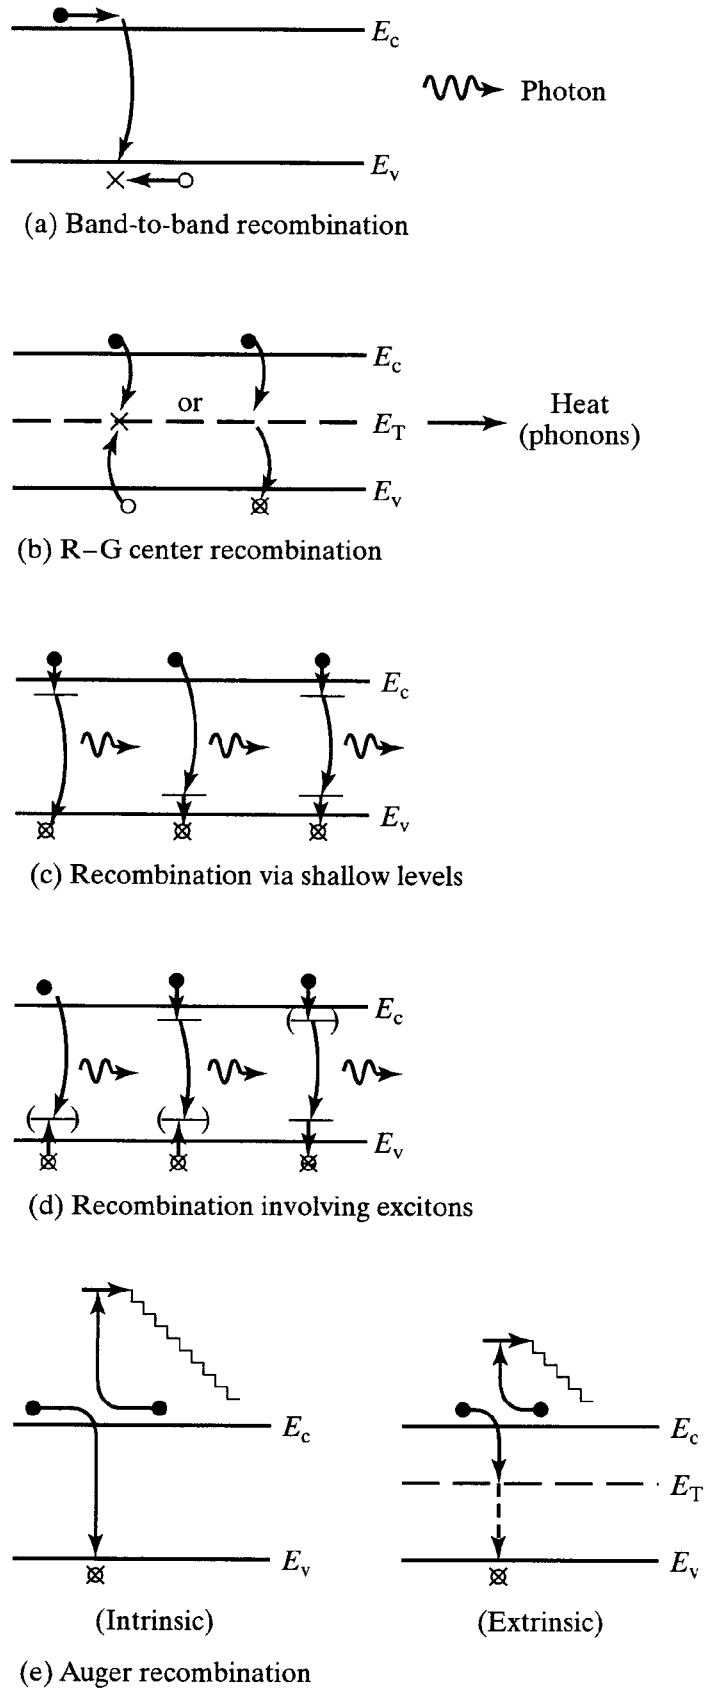 E_c
Photon
E_v
(a) Band-to-band recombination
E_c
or
E_T
Heat
(phonons)
E_v
(b) R–G center recombination
E_c
E_v
(c) Recombination via shallow levels
E_c
E_v
(d) Recombination involving excitons
E_c
E_c
E_T
E_v
E_v
(Intrinsic)
(Extrinsic)
(e) Auger recombination